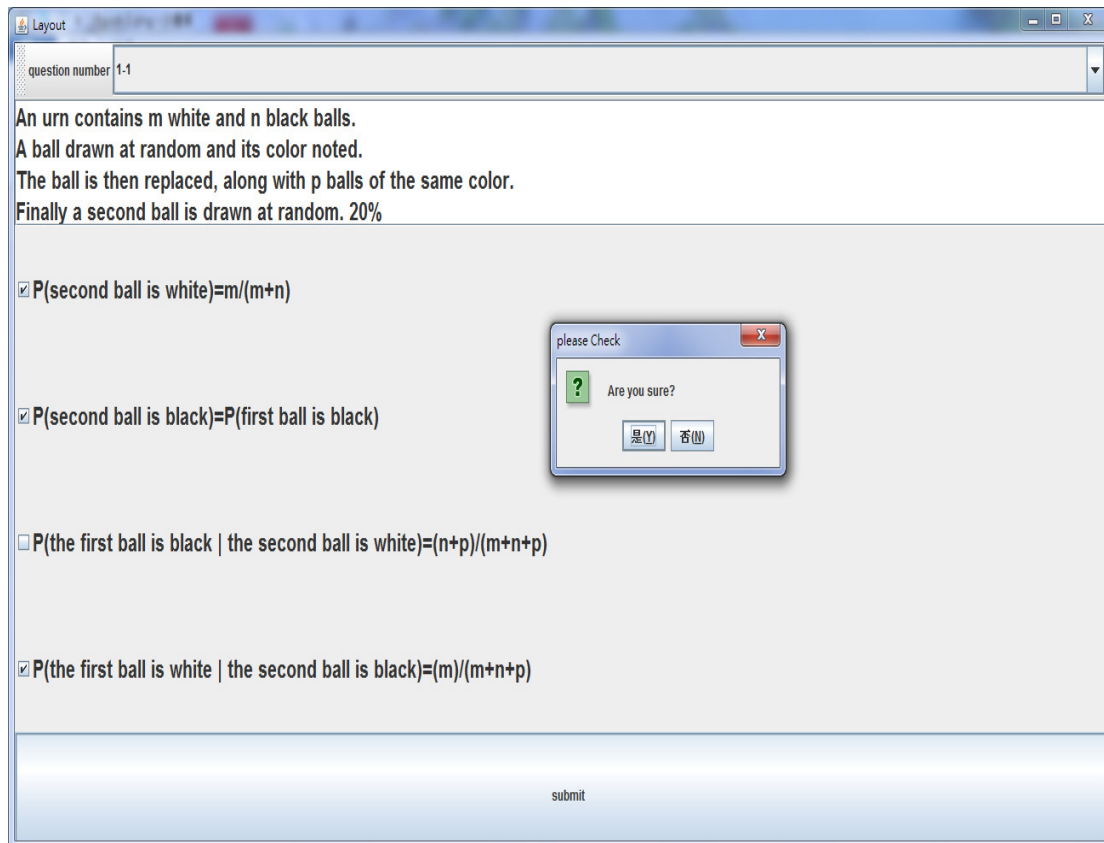 Layout
question number 1-1
An urn contains m white and n black balls.
A ball drawn at random and its color noted.
The ball is then replaced, along with p balls of the same color.
Finally a second ball is drawn at random. 20%
P(second ball is white)=m/(m+n)
please Check
Are you sure?
是(Y) 否(N)
P(second ball is black)=P(first ball is black)
P(the first ball is black | the second ball is white)=(n+p)/(m+n+p)
P(the first ball is white | the second ball is black)=(m)/(m+n+p)
submit